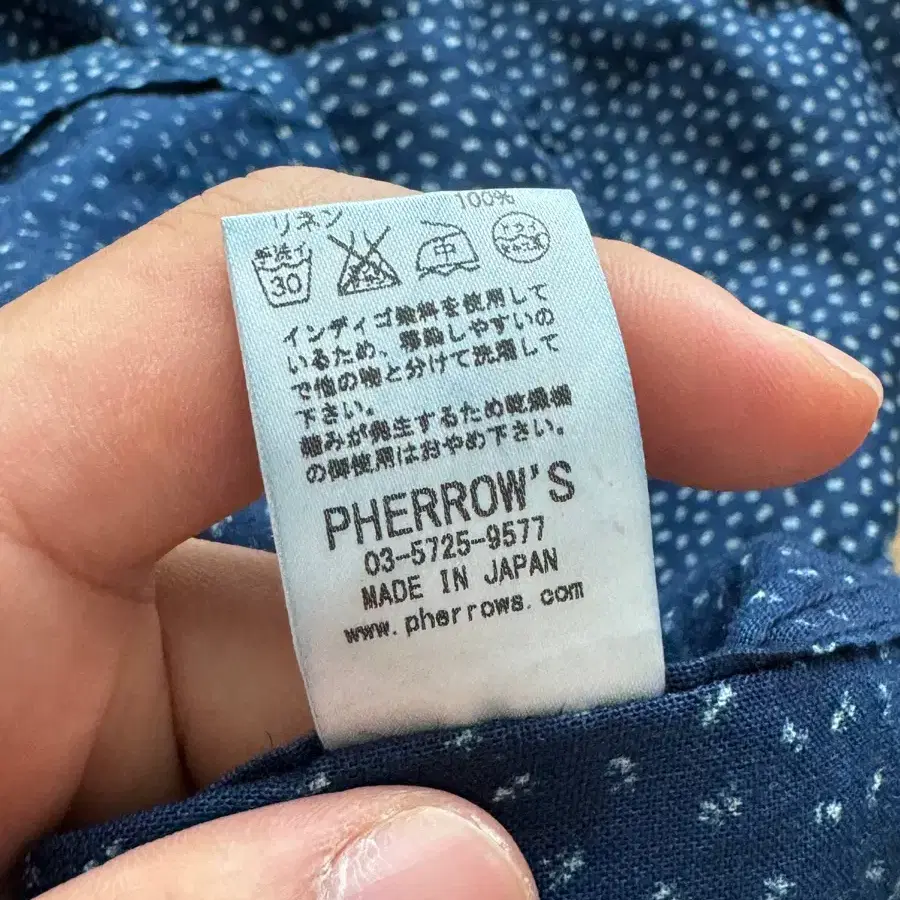 リネン 100%
30 中 ドライ
インディゴ染料を使用して
いるため、移染しやすいの
で他の物と分けて洗濯して
下さい。
縮みが発生するため乾燥機
の御使用はおやめ下さい。
PHERROW'S
03-5725-9577
MADE IN JAPAN
www.pherrows.com